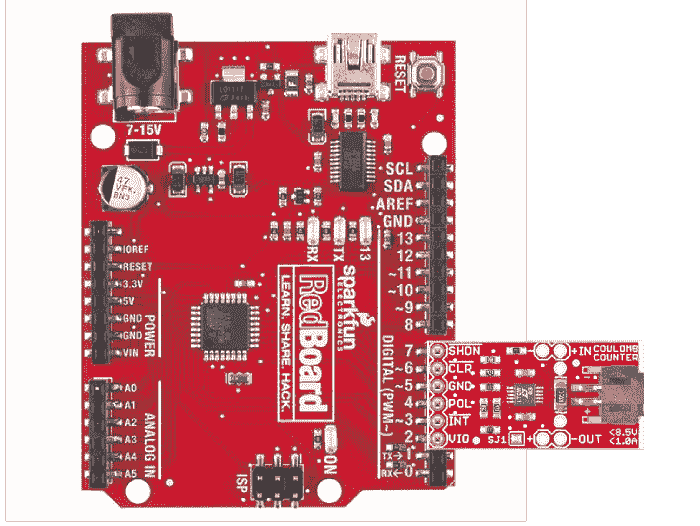 7-15V
RESET
47
VFK
SCL
SDA
AREF
GND
13
12
~11
~10
~9
8
RX
TX
13
IOREF
RESET
3.3V
5V
GND
GND
VIN
POWER
A0
A1
A2
A3
A4
A5
ANALOG IN
sparkfun
ELECTRONICS
RedBoard
LEARN. SHARE. HACK.
DIGITAL (PWM~)
7
~6
~5
4
~3
2
TX→1
RX←0
ON
ISP
SHDN
CLR
GND
POL
INT
VIO
SJ1
- +IN
COULOMB
COUNTER
+ -OUT
<8.5V
<1.0A